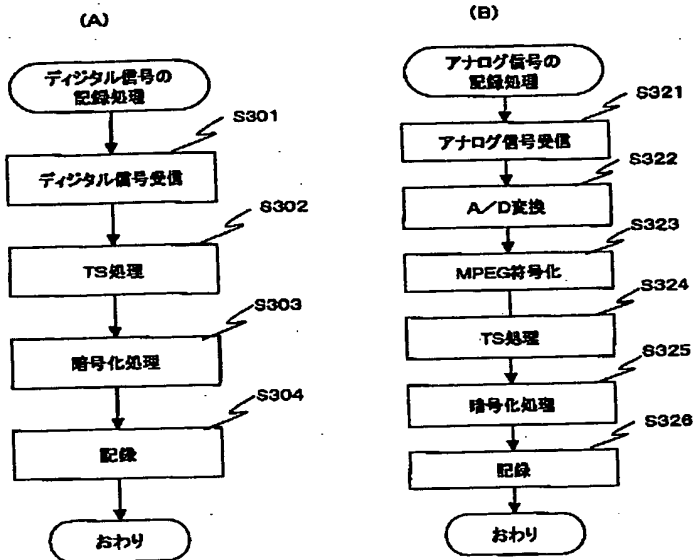 (A)
ディジタル信号の
記録処理
S301
ディジタル信号受信
S302
TS処理
S303
暗号化処理
S304
記録
おわり
(B)
アナログ信号の
記録処理
S321
アナログ信号受信
S322
A/D変換
S323
MPEG符号化
S324
TS処理
S325
暗号化処理
S326
記録
おわり